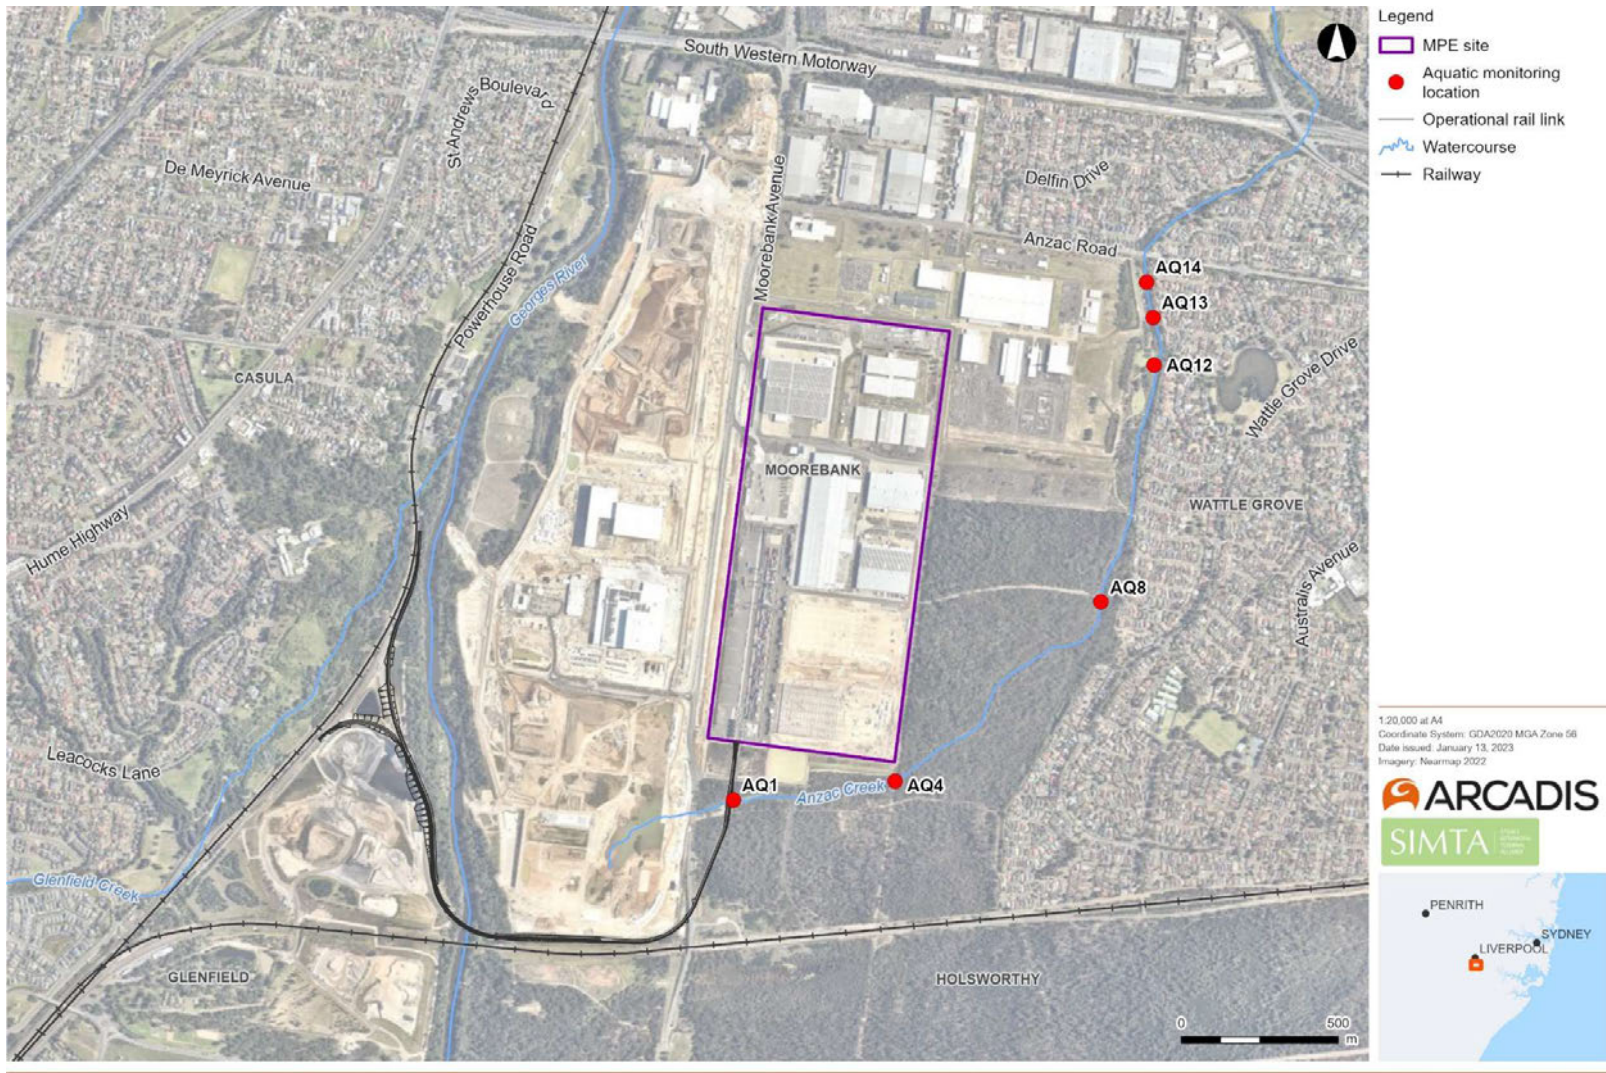 South Western Motorway
St Andrews
Boulevard
De Meyrick Avenue
Moorebank Avenue
Delfin Drive
Anzac Road
AQ14
AQ13
AQ12
Powerhouse Road
Georges River
CASULA
Wattle Grove Drive
MOOREBANK
WATTLE GROVE
Hume Highway
Australis Avenue
AQ8
Leacocks Lane
AQ1
Anzac Creek
AQ4
Glenfield Creek
GLENFIELD
HOLSWORTHY
0
500
m
Legend
MPE site
Aquatic monitoring
location
Operational rail link
Watercourse
Railway
1:20,000 at A4
Coordinate System: GDA2020 MGA Zone 56
Date issued: January 13, 2023
Imagery: Nearmap 2022
ARCADIS
SIMTA
PENRITH
SYDNEY
LIVERPOOL